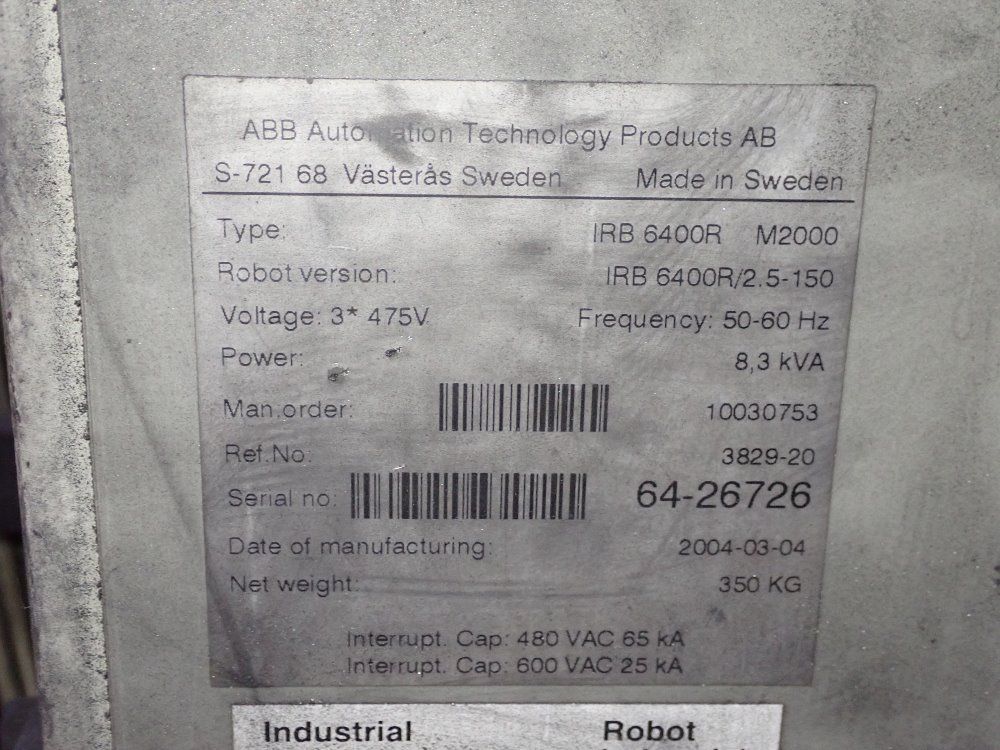 ABB Automation Technology Products AB
S-721 68 Västerås Sweden Made in Sweden
Type: IRB 6400R M2000
Robot version: IRB 6400R/2.5-150
Voltage: 3* 475V Frequency: 50-60 Hz
Power: 8,3 kVA
Man.order: 10030753
Ref.No: 3829-20
Serial no: 64-26726
Date of manufacturing: 2004-03-04
Net weight: 350 KG
Interrupt. Cap: 480 VAC 65 kA
Interrupt. Cap: 600 VAC 25 kA
Industrial Robot